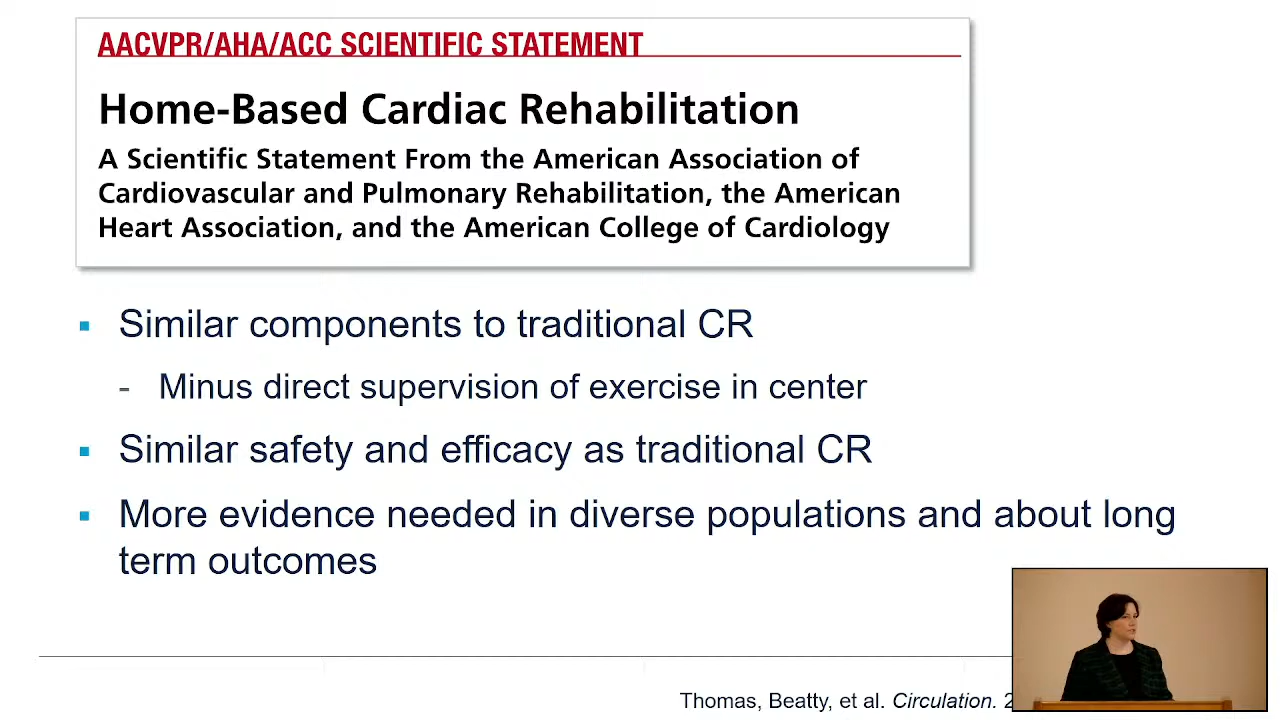 AACVPR/AHA/ACC SCIENTIFIC STATEMENT
Home-Based Cardiac Rehabilitation
A Scientific Statement From the American Association of
Cardiovascular and Pulmonary Rehabilitation, the American
Heart Association, and the American College of Cardiology
▪ Similar components to traditional CR
- Minus direct supervision of exercise in center
▪ Similar safety and efficacy as traditional CR
▪ More evidence needed in diverse populations and about long
term outcomes
Thomas, Beatty, et al. Circulation.